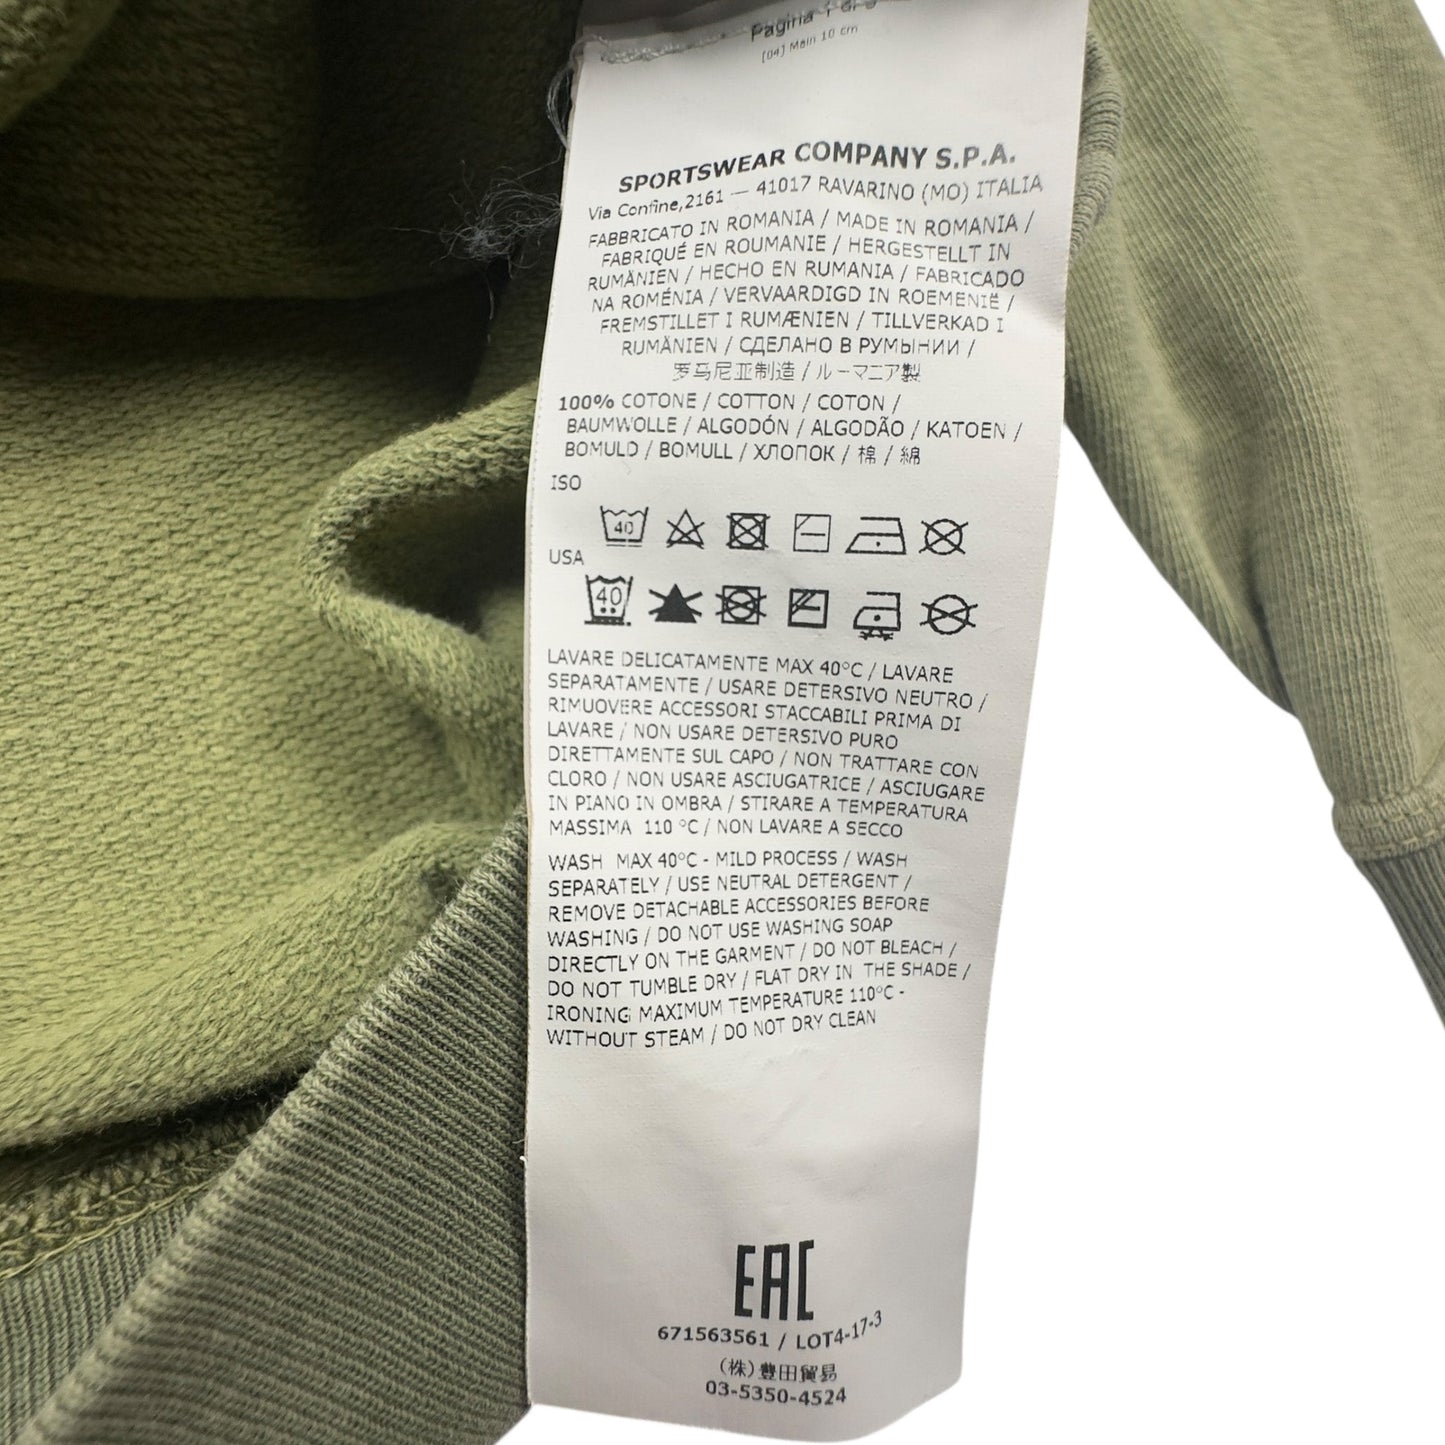 Pagina 1 di 3
[04] Main 10 cm
SPORTSWEAR COMPANY S.P.A.
Via Confine,2161 — 41017 RAVARINO (MO) ITALIA
FABBRICATO IN ROMANIA / MADE IN ROMANIA /
FABRIQUÉ EN ROUMANIE / HERGESTELLT IN
RUMÄNIEN / HECHO EN RUMANIA / FABRICADO
NA ROMÉNIA / VERVAARDIGD IN ROEMENIË /
FREMSTILLET I RUMÆNIEN / TILLVERKAD I
RUMÄNIEN / СДЕЛАНО В РУМЫНИИ /
罗马尼亚制造 / ルーマニア製
100% COTONE / COTTON / COTON /
BAUMWOLLE / ALGODÓN / ALGODÃO / KATOEN /
BOMULD / BOMULL / ХЛОПОК / 棉 / 綿
ISO
40
USA
40
LAVARE DELICATAMENTE MAX 40°C / LAVARE
SEPARATAMENTE / USARE DETERSIVO NEUTRO /
RIMUOVERE ACCESSORI STACCABILI PRIMA DI
LAVARE / NON USARE DETERSIVO PURO
DIRETTAMENTE SUL CAPO / NON TRATTARE CON
CLORO / NON USARE ASCIUGATRICE / ASCIUGARE
IN PIANO IN OMBRA / STIRARE A TEMPERATURA
MASSIMA 110 °C / NON LAVARE A SECCO
WASH MAX 40°C - MILD PROCESS / WASH
SEPARATELY / USE NEUTRAL DETERGENT /
REMOVE DETACHABLE ACCESSORIES BEFORE
WASHING / DO NOT USE WASHING SOAP
DIRECTLY ON THE GARMENT / DO NOT BLEACH /
DO NOT TUMBLE DRY / FLAT DRY IN THE SHADE /
IRONING MAXIMUM TEMPERATURE 110°C -
WITHOUT STEAM / DO NOT DRY CLEAN
EAC
671563561 / LOT4-17-3
(株)豊田貿易
03-5350-4524